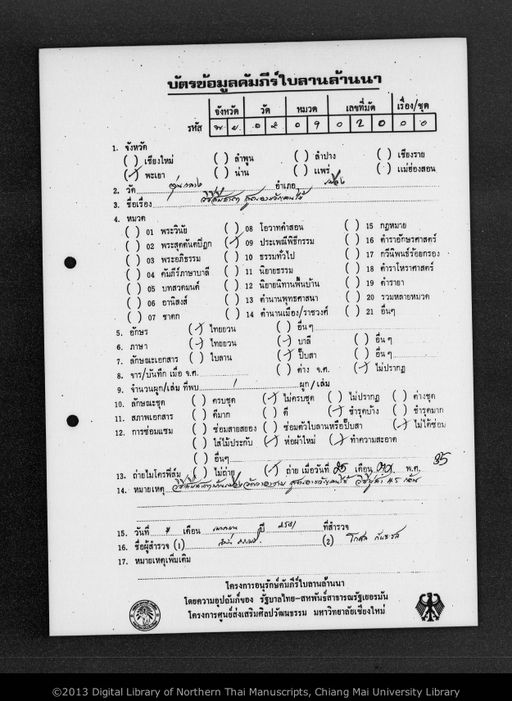 บัตรข้อมูลคัมภีร์ใบลานล้านนา
จังหวัด วัด หมวด เลขที่มัด เรื่อง/ชุด
รหัส พ ย 0 9 0 2 0 0 0
1. จังหวัด
( ) เชียงใหม่ ( ) ลำพูน ( ) ลำปาง ( ) เชียงราย
(✓) พะเยา ( ) น่าน ( ) แพร่ ( ) แม่ฮ่องสอน
2. วัด อำเภอ
3. ชื่อเรื่อง
4. หมวด
( ) 01 พระวินัย ( ) 08 โอวาทคำสอน ( ) 15 กฎหมาย
( ) 02 พระสุตตันตปิฎก (✓) 09 ประเพณีพิธีกรรม ( ) 16 ตำราอักษรศาสตร์
( ) 03 พระอภิธรรม ( ) 10 ธรรมทั่วไป ( ) 17 กวีนิพนธ์ร้อยกรอง
( ) 04 คัมภีร์ภาษาบาลี ( ) 11 นิยายธรรม ( ) 18 ตำราโหราศาสตร์
( ) 05 บทสวดมนต์ ( ) 12 นิยายนิทานพื้นบ้าน ( ) 19 ตำรายา
( ) 06 อานิสงส์ ( ) 13 ตำนานพุทธศาสนา ( ) 20 รวมหลายหมวด
( ) 07 ชาดก ( ) 14 ตำนานเมือง/ราชวงศ์ ( ) 21 อื่นๆ
5. อักษร (✓) ไทยยวน ( ) อื่นๆ
6. ภาษา (✓) ไทยยวน (✓) บาลี ( ) อื่นๆ
7. ลักษณะเอกสาร ( ) ใบลาน (✓) ปั๊บสา ( ) อื่นๆ
8. จาร/บันทึก เมื่อ จ.ศ. ( ) ต่าง จ.ศ. (✓) ไม่ปรากฏ
9. จำนวนผูก/เล่ม ที่พบ 1 ผูก/เล่ม
10. ลักษณะชุด ( ) ครบชุด (✓) ไม่ครบชุด ( ) ไม่ปรากฏ ( ) ต่างชุด
11. สภาพเอกสาร ( ) ดีมาก ( ) ดี (✓) ชำรุดบ้าง ( ) ชำรุดมาก
12. การซ่อมแซม ( ) ซ่อมสายสยอง ( ) ซ่อมตัวใบลานหรือปั๊บสา (✓) ไม่ได้ซ่อม
( ) ใส่ไม้ประกับ (✓) ห่อผ้าใหม่ (✓) ทำความสะอาด
( ) อื่นๆ
13. ถ่ายไมโครฟิล์ม ( ) ไม่ถ่าย (✓) ถ่าย เมื่อวันที่ 25 เดือน พ.ศ. 35
14. หมายเหตุ
15. วันที่ เดือน ปี ที่สำรวจ
16. ชื่อผู้สำรวจ (1) (2)
17. หมายเหตุเพิ่มเติม
โครงการอนุรักษ์คัมภีร์ใบลานล้านนา
โดยความอุปถัมภ์ของ รัฐบาลไทย-สหพันธ์สาธารณรัฐเยอรมัน
โครงการศูนย์ส่งเสริมศิลปวัฒนธรรม มหาวิทยาลัยเชียงใหม่
©2013 Digital Library of Northern Thai Manuscripts, Chiang Mai University Library